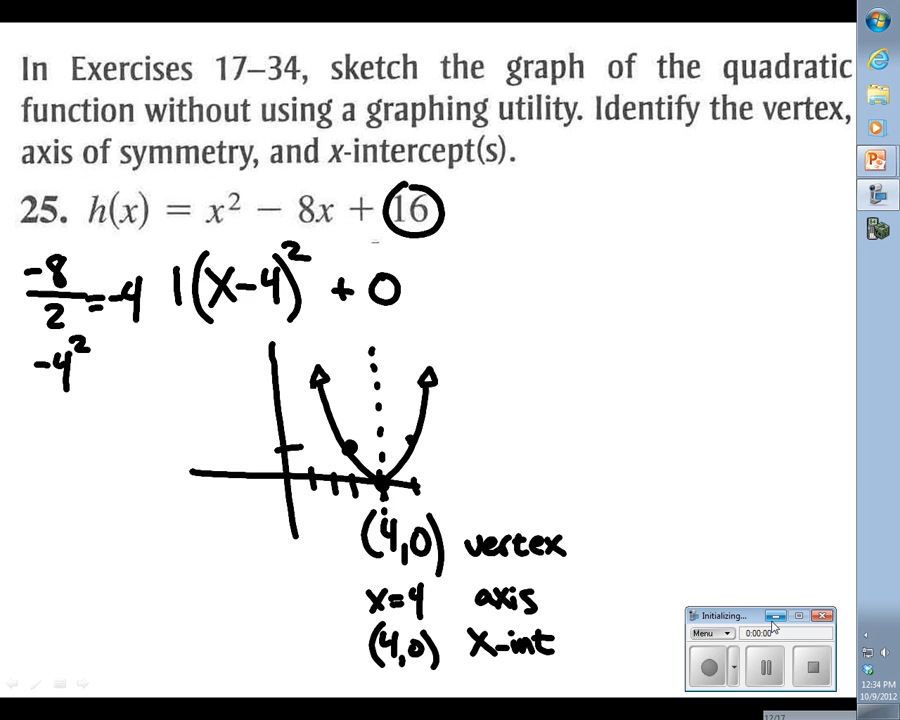 In Exercises 17–34, sketch the graph of the quadratic
function without using a graphing utility. Identify the vertex,
axis of symmetry, and x-intercept(s).
25. h(x) = x² − 8x + 16
-8/2 = -4 1(x-4)² + 0
-4²
(4,0) vertex
x=4 axis
(4,0) x-int
Initializing...
Menu 0:00:00
12:34 PM
10/9/2012
12/17